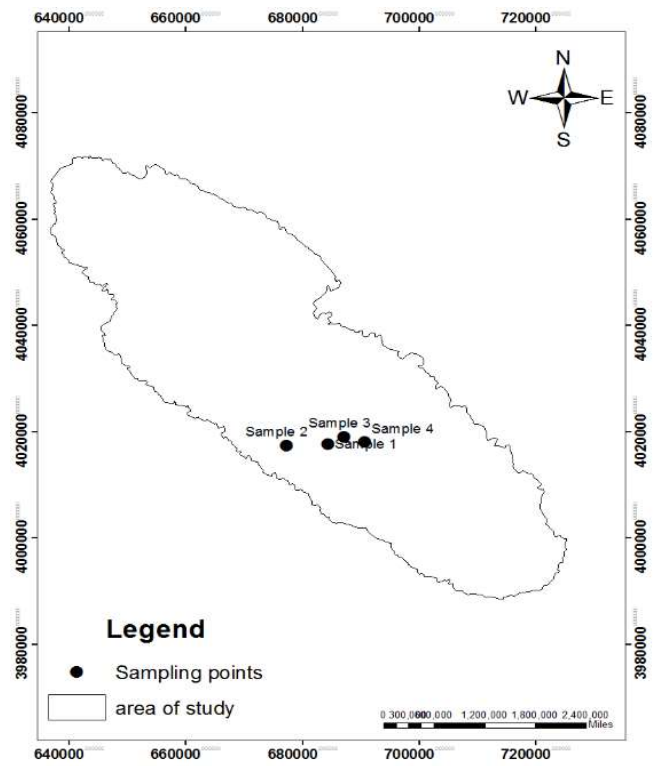 640000 660000 680000 700000 720000
N
W E
S
4080000 4080000
4060000 4060000
4040000 4040000
4020000 4020000
4000000 4000000
3980000 3980000
Sample 3
Sample 2 Sample 4
Sample 1
Legend
Sampling points
area of study
1,200,000 1,800,000 2,400,000
Miles
640000 660000 680000 700000 720000